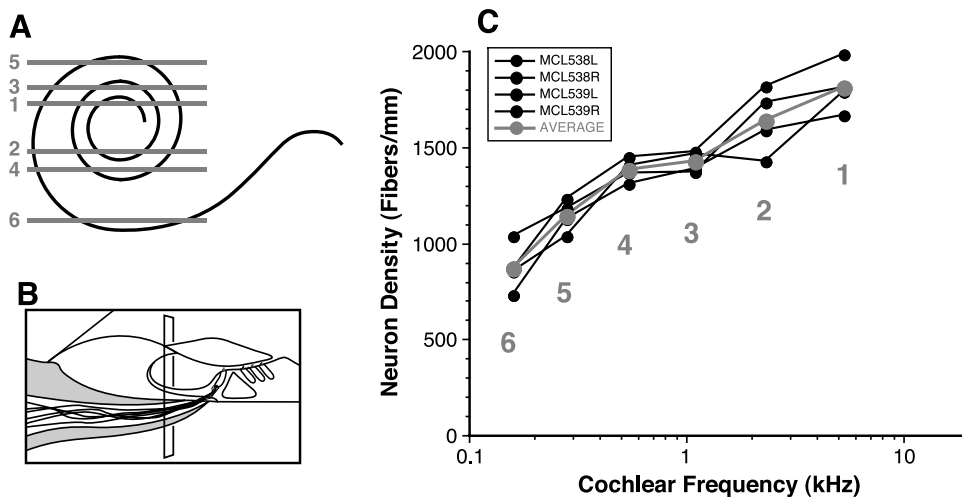 A
5
3
1
2
4
6
B
C
Neuron Density (Fibers/mm)
2000
1500
1000
500
0
MCL538L
MCL538R
MCL539L
MCL539R
AVERAGE
6
5
4
3
2
1
0.1
1
10
Cochlear Frequency (kHz)